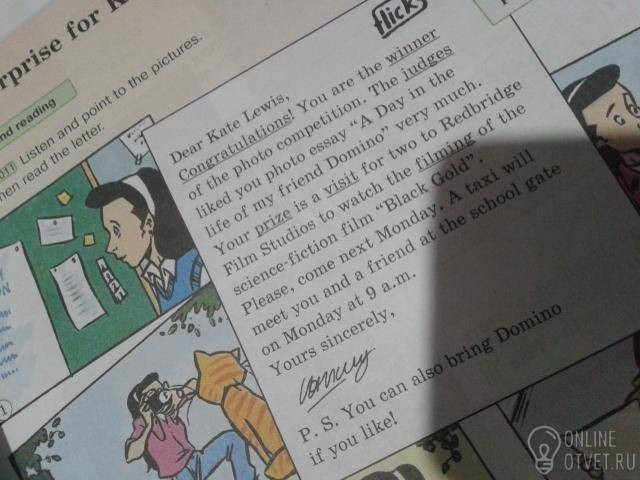 rprise for K
nd reading
Listen and point to the pictures.
hen read the letter.
flick
Dear Kate Lewis,
Congratulations! You are the winner
of the photo competition. The judges
liked you photo essay "A Day in the
life of my friend Domino" very much.
Your prize is a visit for two to Redbridge
Film Studios to watch the filming of the
science-fiction film "Black Gold".
Please, come next Monday. A taxi will
meet you and a friend at the school gate
on Monday at 9 a.m.
Yours sincerely,
P. S. You can also bring Domino
if you like!
1
ONLINE
OTVET.RU